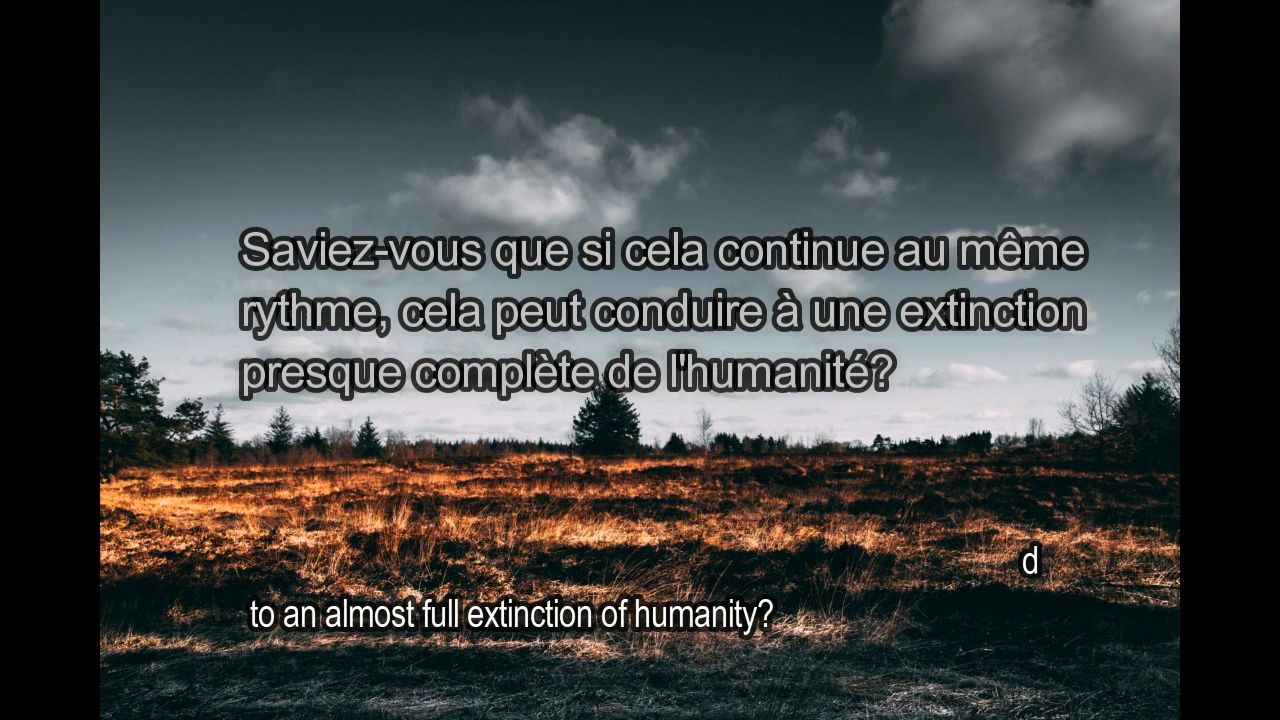 Saviez-vous que si cela continue au même
rythme, cela peut conduire à une extinction
presque complète de l'humanité?
d
to an almost full extinction of humanity?